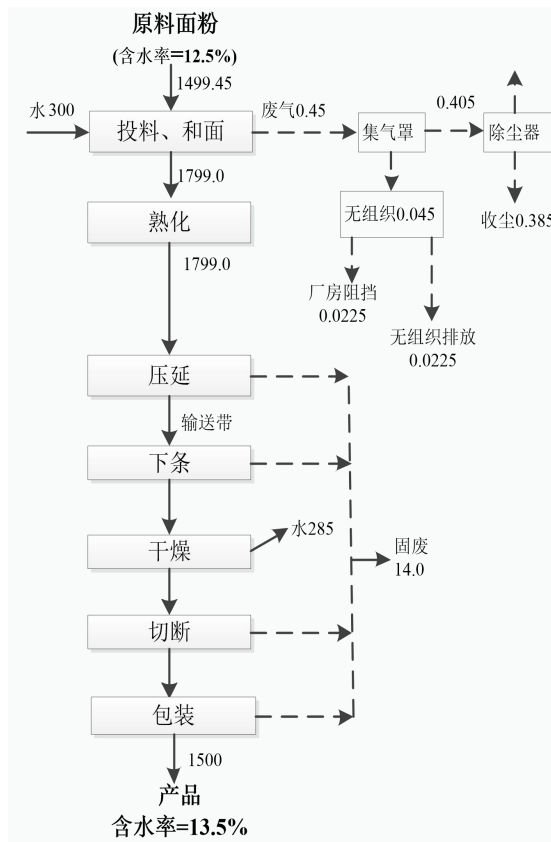 原料面粉
(含水率=12.5%)
1499.45
水300
投料、和面
废气0.45
集气罩
0.405
除尘器
1799.0
收尘0.385
无组织0.045
熟化
1799.0
厂房阻挡
0.0225
无组织排放
0.0225
压延
输送带
下条
干燥
水285
固废
14.0
切断
包装
1500
产品
含水率=13.5%